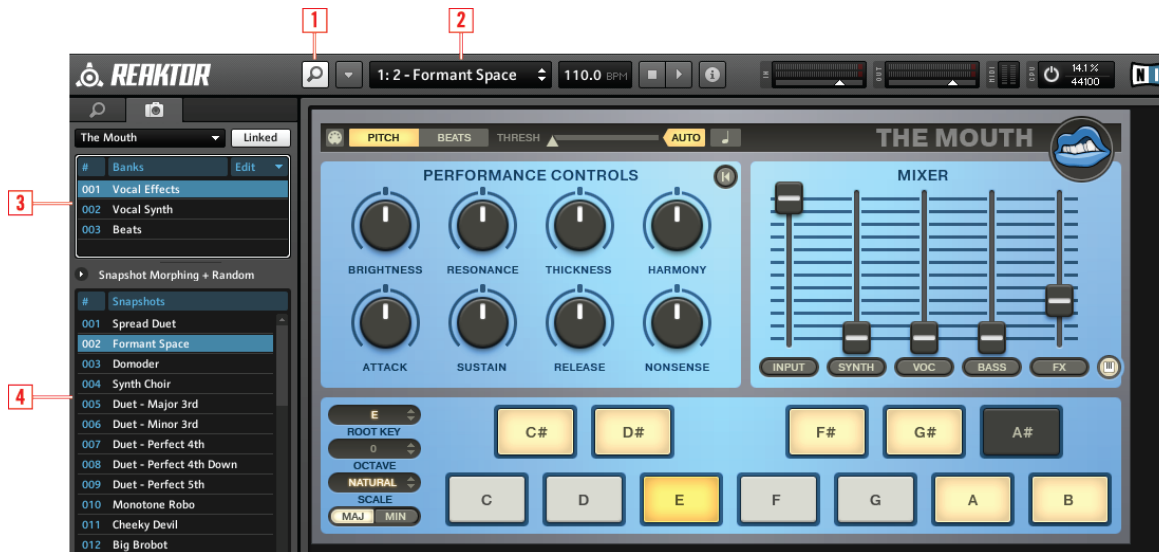 1
2
REAKTOR
1: 2 - Formant Space
110.0 BPM
IN
OUT
MIDI
CPU
14.1 %
44100
N I
The Mouth
Linked
# Banks Edit
001 Vocal Effects
002 Vocal Synth
003 Beats
3
Snapshot Morphing + Random
# Snapshots
001 Spread Duet
002 Formant Space
003 Domoder
004 Synth Choir
005 Duet - Major 3rd
006 Duet - Minor 3rd
007 Duet - Perfect 4th
008 Duet - Perfect 4th Down
009 Duet - Perfect 5th
010 Monotone Robo
011 Cheeky Devil
012 Big Brobot
4
PITCH BEATS THRESH AUTO
THE MOUTH
PERFORMANCE CONTROLS
BRIGHTNESS RESONANCE THICKNESS HARMONY
ATTACK SUSTAIN RELEASE NONSENSE
MIXER
INPUT SYNTH VOC BASS FX
E
ROOT KEY
0
OCTAVE
NATURAL
SCALE
MAJ MIN
C# D# F# G# A#
C D E F G A B